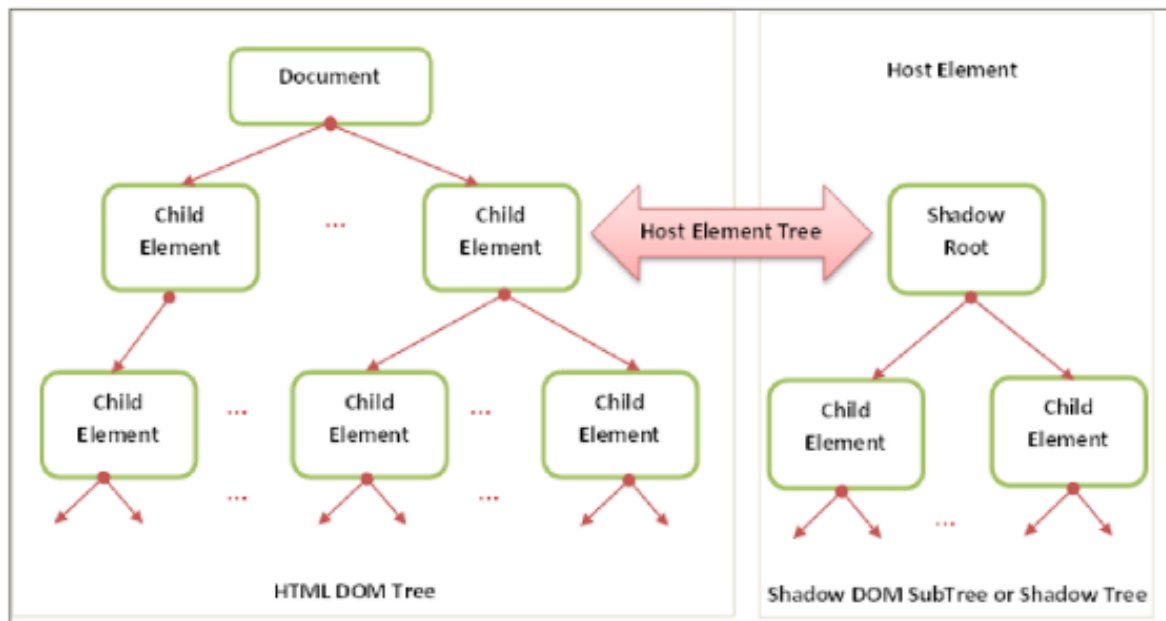 Document
Host Element
Child
Element
...
Child
Element
Host Element Tree
Shadow
Root
Child
Element
...
Child
Element
...
Child
Element
Child
Element
Child
Element
...
...
...
HTML DOM Tree
Shadow DOM SubTree or Shadow Tree